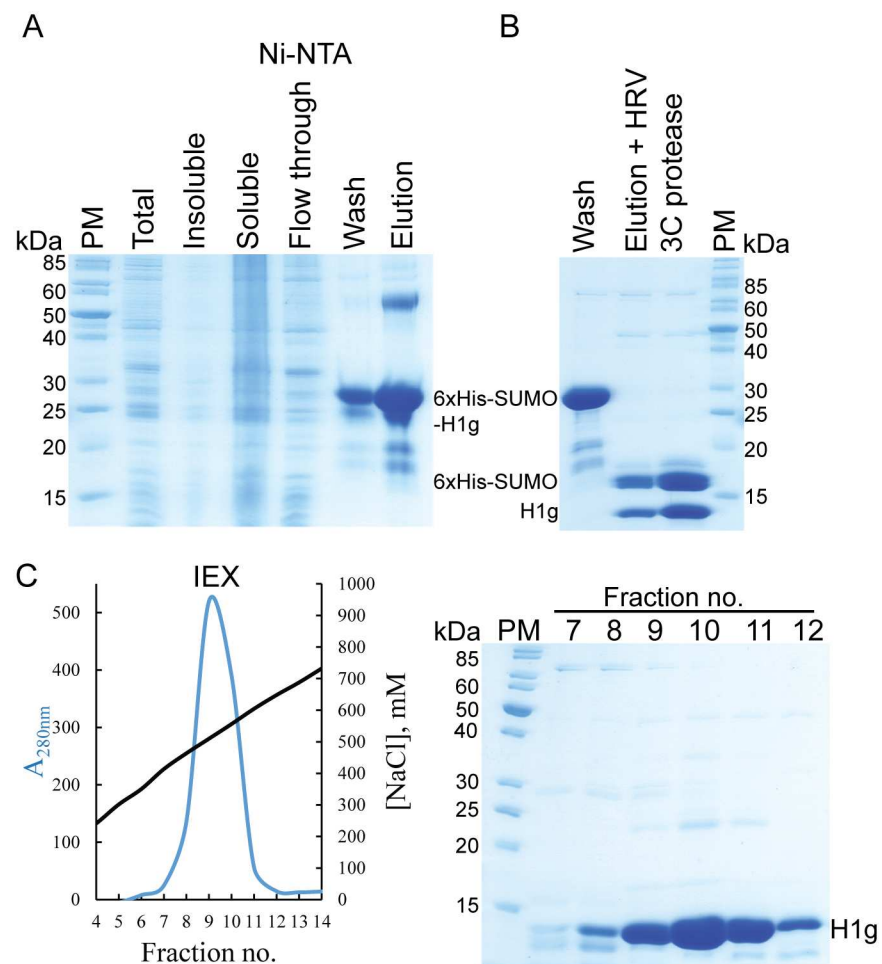 A
Ni-NTA
kDa
PM
Total
Insoluble
Soluble
Flow through
Wash
Elution
85
60
50
40
30
25
20
15
6xHis-SUMO
-H1g
6xHis-SUMO
H1g
B
Wash
Elution + HRV
3C protease
PM
kDa
85
60
50
40
30
25
20
15
C
IEX
A280nm
500
400
300
200
100
0
1000
900
800
700
600
500
400
300
200
100
0
[NaCl], mM
4 5 6 7 8 9 10 11 12 13 14
Fraction no.
Fraction no.
kDa PM 7 8 9 10 11 12
85
60
50
40
30
25
20
15
H1g